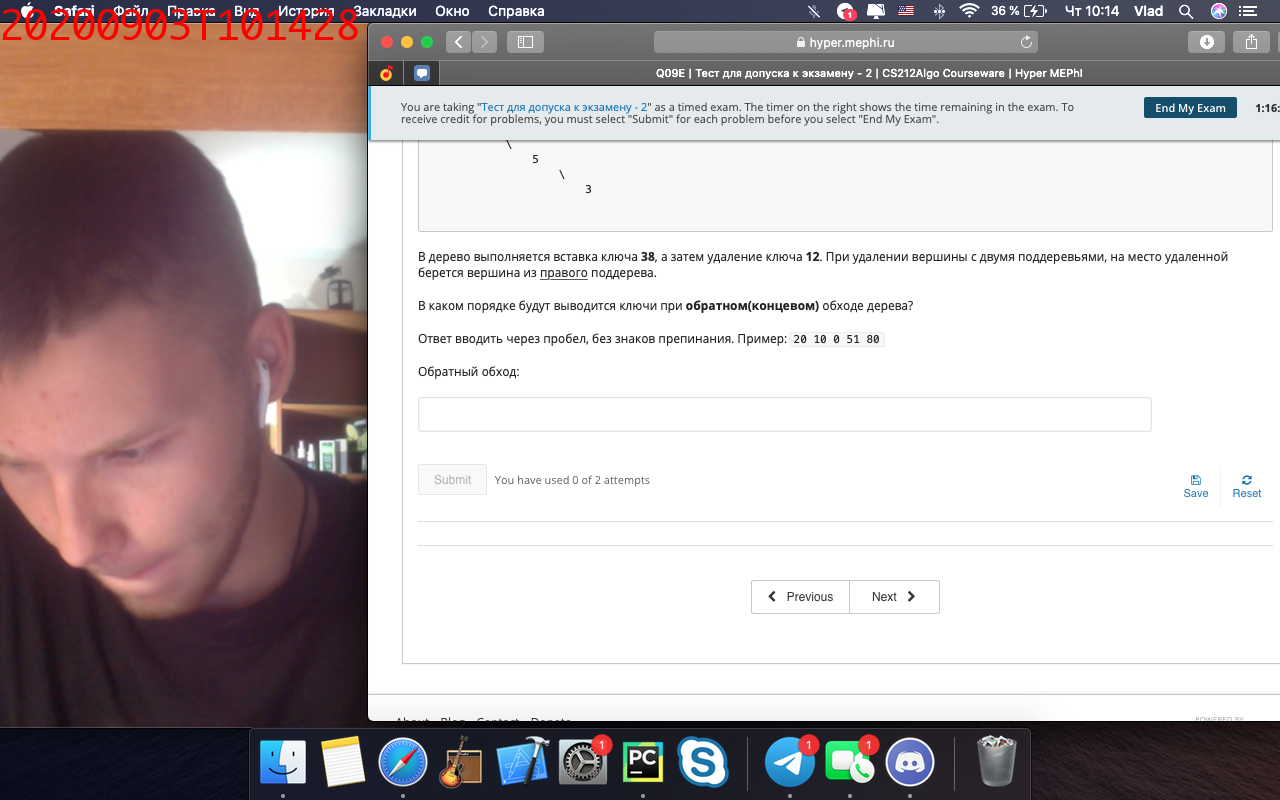 20200903T101428
Safari Файл Правка Вид История Закладки Окно Справка
1
36 %
Чт 10:14 Vlad
hyper.mephi.ru
Q09E | Тест для допуска к экзамену - 2 | CS212Algo Courseware | Hyper MEPhI
You are taking "Тест для допуска к экзамену - 2" as a timed exam. The timer on the right shows the time remaining in the exam. To
receive credit for problems, you must select "Submit" for each problem before you select "End My Exam".
End My Exam
1:16:
\
5
\
3
В дерево выполняется вставка ключа 38, а затем удаление ключа 12. При удалении вершины с двумя поддеревьями, на место удаленной
берется вершина из правого поддерева.
В каком порядке будут выводится ключи при обратном(концевом) обходе дерева?
Ответ вводить через пробел, без знаков препинания. Пример: 20 10 0 51 80
Обратный обход:
Submit
You have used 0 of 2 attempts
Save
Reset
Previous
Next
About Blog Contact Donate
POWERED BY
1
PC
1
1